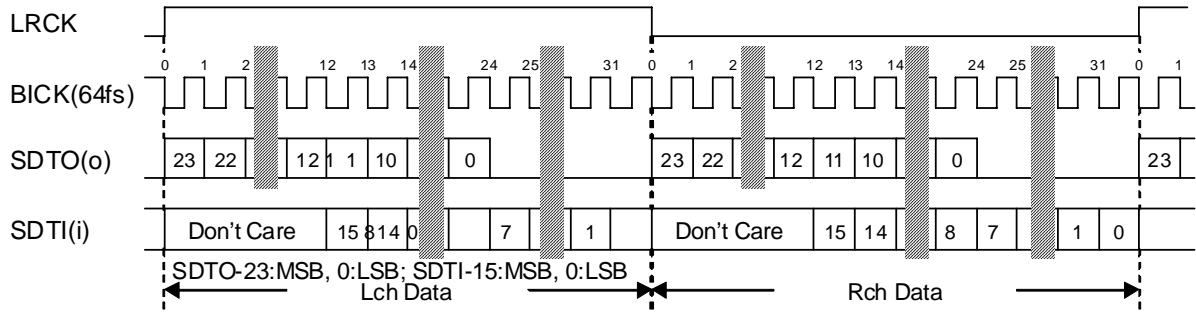 LRCK
0 1 2 12 13 14 24 25 31 0 1 2 12 13 14 24 25 31 0 1
BICK(64fs)
SDTO(o) 23 22 12 1 1 10 0 23 22 12 11 10 0 23
SDTI(i) Don't Care 15 8 14 0 7 1 Don't Care 15 14 8 7 1 0
SDTO-23:MSB, 0:LSB; SDTI-15:MSB, 0:LSB
Lch Data Rch Data